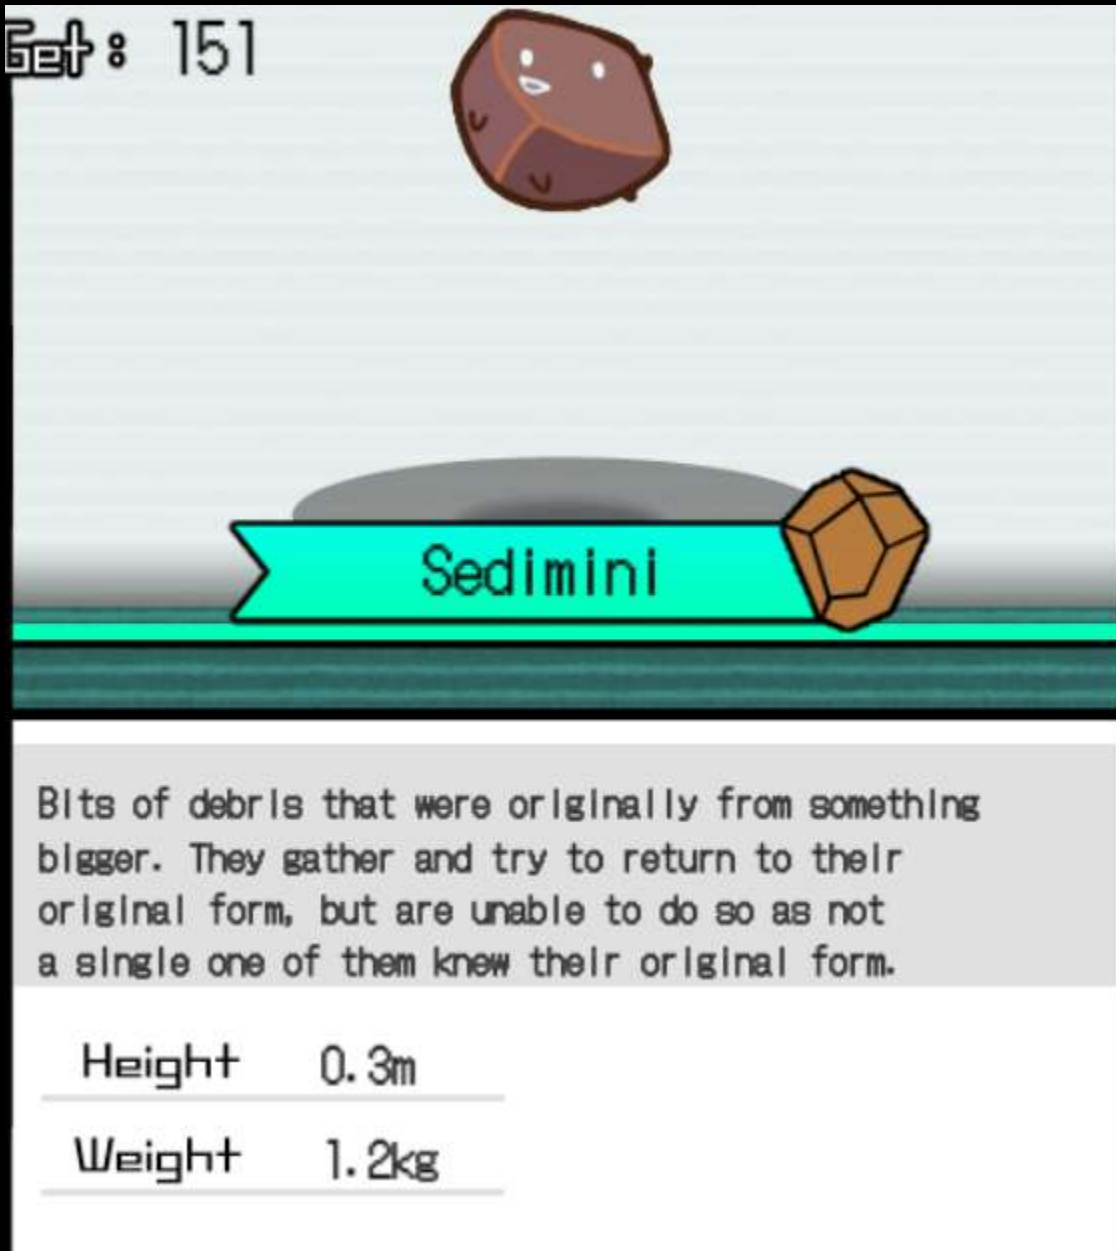 Get: 151
Sedimini
Bits of debris that were originally from something
bigger. They gather and try to return to their
original form, but are unable to do so as not
a single one of them knew their original form.
Height 0.3m
Weight 1.2kg